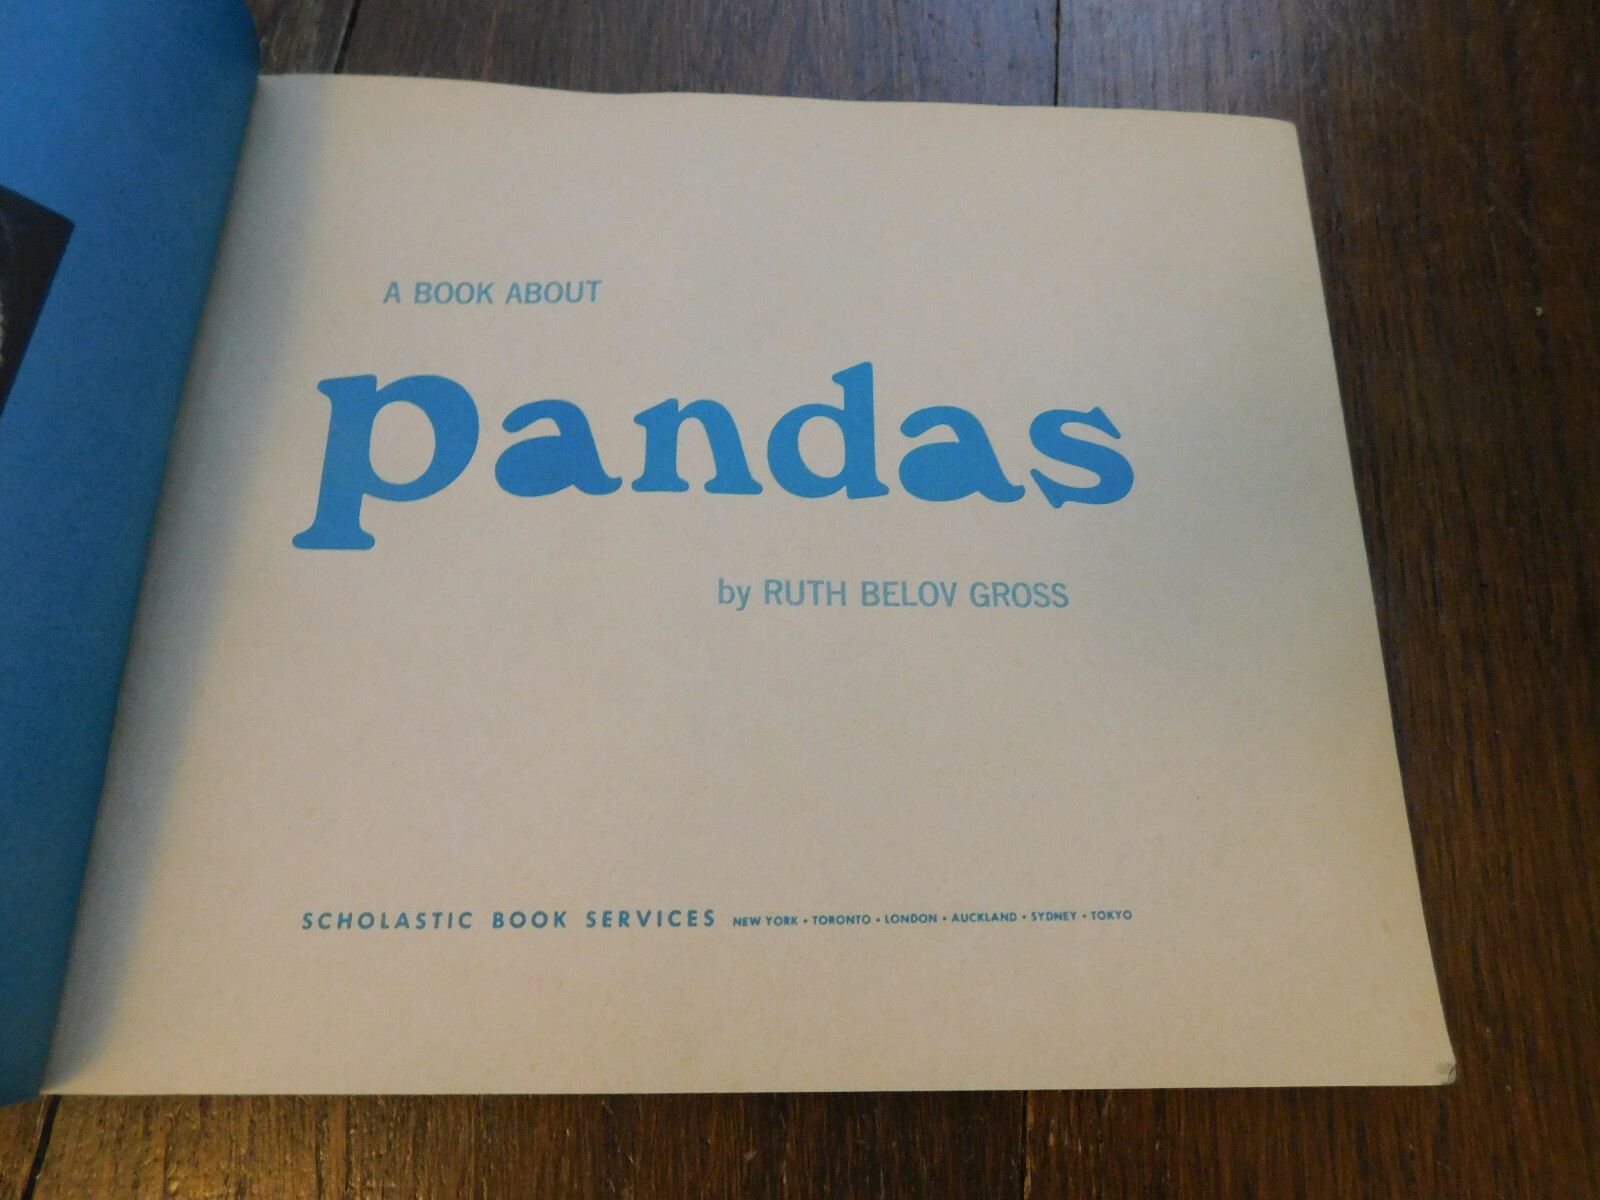 A BOOK ABOUT
pandas
by RUTH BELOV GROSS
SCHOLASTIC BOOK SERVICES NEW YORK • TORONTO • LONDON • AUCKLAND • SYDNEY • TOKYO